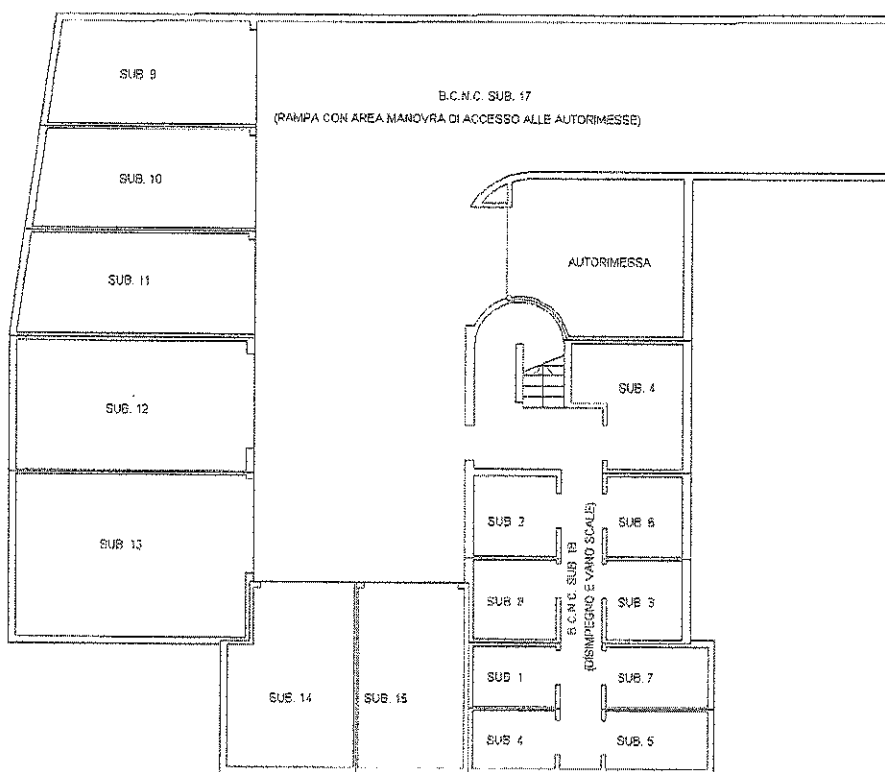 SUB 9
B.C.N.C. SUB. 17
(RAMPA CON AREA MANOVRA DI ACCESSO ALLE AUTORIMESSE)
SUB. 10
AUTORIMESSA
SUB. 11
SUB. 4
SUB. 12
SUB. 13
SUB 2
SUB. 6
B.C.N.C. SUB 18
(DISIMPEGNO E VANO SCALE)
SUB 8
SUB. 3
SUB 1
SUB. 7
SUB. 14
SUB. 15
SUB 4
SUB. 5